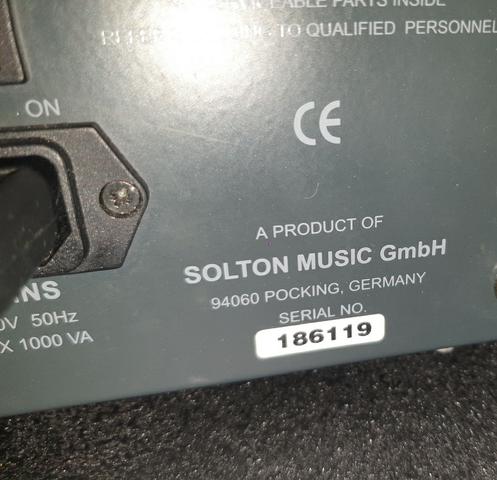 PARTS INSIDE
TO QUALIFIED PERSONNEL
ON
CE
A PRODUCT OF
SOLTON MUSIC GmbH
94060 POCKING, GERMANY
SERIAL NO.
186119
50Hz
1000 VA